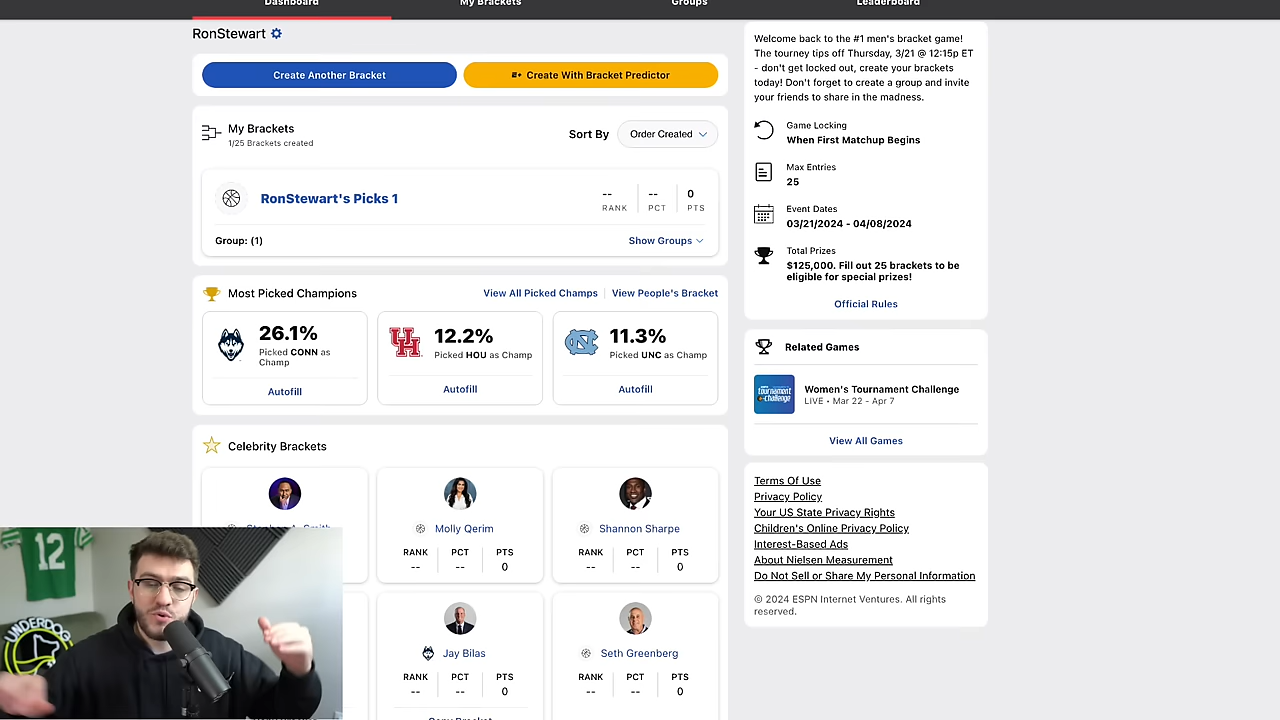 Dashboard
My Brackets
Groups
Leaderboard
RonStewart
Create Another Bracket
Create With Bracket Predictor
My Brackets
1/25 Brackets created
Sort By
Order Created
RonStewart's Picks 1
--
RANK
--
PCT
0
PTS
Group: (1)
Show Groups
Most Picked Champions
View All Picked Champs
View People's Bracket
26.1%
Picked CONN as
Champ
Autofill
12.2%
Picked HOU as Champ
Autofill
11.3%
Picked UNC as Champ
Autofill
Celebrity Brackets
Molly Qerim
RANK
--
PCT
--
PTS
0
Shannon Sharpe
RANK
--
PCT
--
PTS
0
Jay Bilas
RANK
--
PCT
--
PTS
0
Seth Greenberg
RANK
--
PCT
--
PTS
0
Welcome back to the #1 men's bracket game!
The tourney tips off Thursday, 3/21 @ 12:15p ET
- don't get locked out, create your brackets
today! Don't forget to create a group and invite
your friends to share in the madness.
Game Locking
When First Matchup Begins
Max Entries
25
Event Dates
03/21/2024 - 04/08/2024
Total Prizes
$125,000. Fill out 25 brackets to be
eligible for special prizes!
Official Rules
Related Games
Women's Tournament Challenge
LIVE • Mar 22 - Apr 7
View All Games
Terms Of Use
Privacy Policy
Your US State Privacy Rights
Children's Online Privacy Policy
Interest-Based Ads
About Nielsen Measurement
Do Not Sell or Share My Personal Information
© 2024 ESPN Internet Ventures. All rights
reserved.
12
UNDERDOG